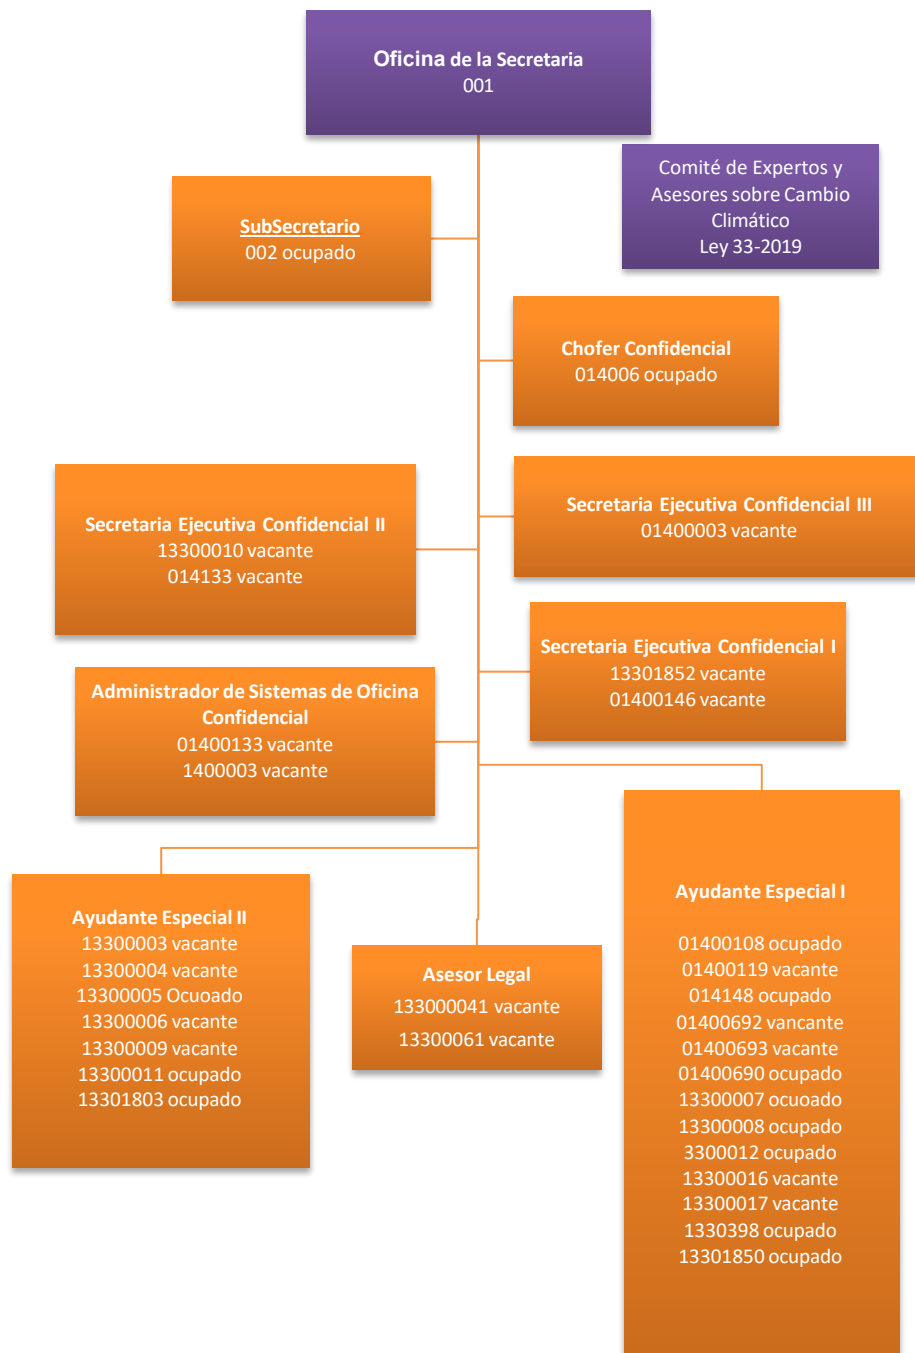 Oficina de la Secretaria
001
Comité de Expertos y
Asesores sobre Cambio
Climático
Ley 33-2019
SubSecretario
002 ocupado
Chofer Confidencial
014006 ocupado
Secretaria Ejecutiva Confidencial II
13300010 vacante
014133 vacante
Secretaria Ejecutiva Confidencial III
01400003 vacante
Secretaria Ejecutiva Confidencial I
13301852 vacante
01400146 vacante
Administrador de Sistemas de Oficina
Confidencial
01400133 vacante
1400003 vacante
Ayudante Especial II
13300003 vacante
13300004 vacante
13300005 Ocuoado
13300006 vacante
13300009 vacante
13300011 ocupado
13301803 ocupado
Asesor Legal
133000041 vacante
13300061 vacante
Ayudante Especial I
01400108 ocupado
01400119 vacante
014148 ocupado
01400692 vancante
01400693 vacante
01400690 ocupado
13300007 ocuoado
13300008 ocupado
3300012 ocupado
13300016 vacante
13300017 vacante
1330398 ocupado
13301850 ocupado